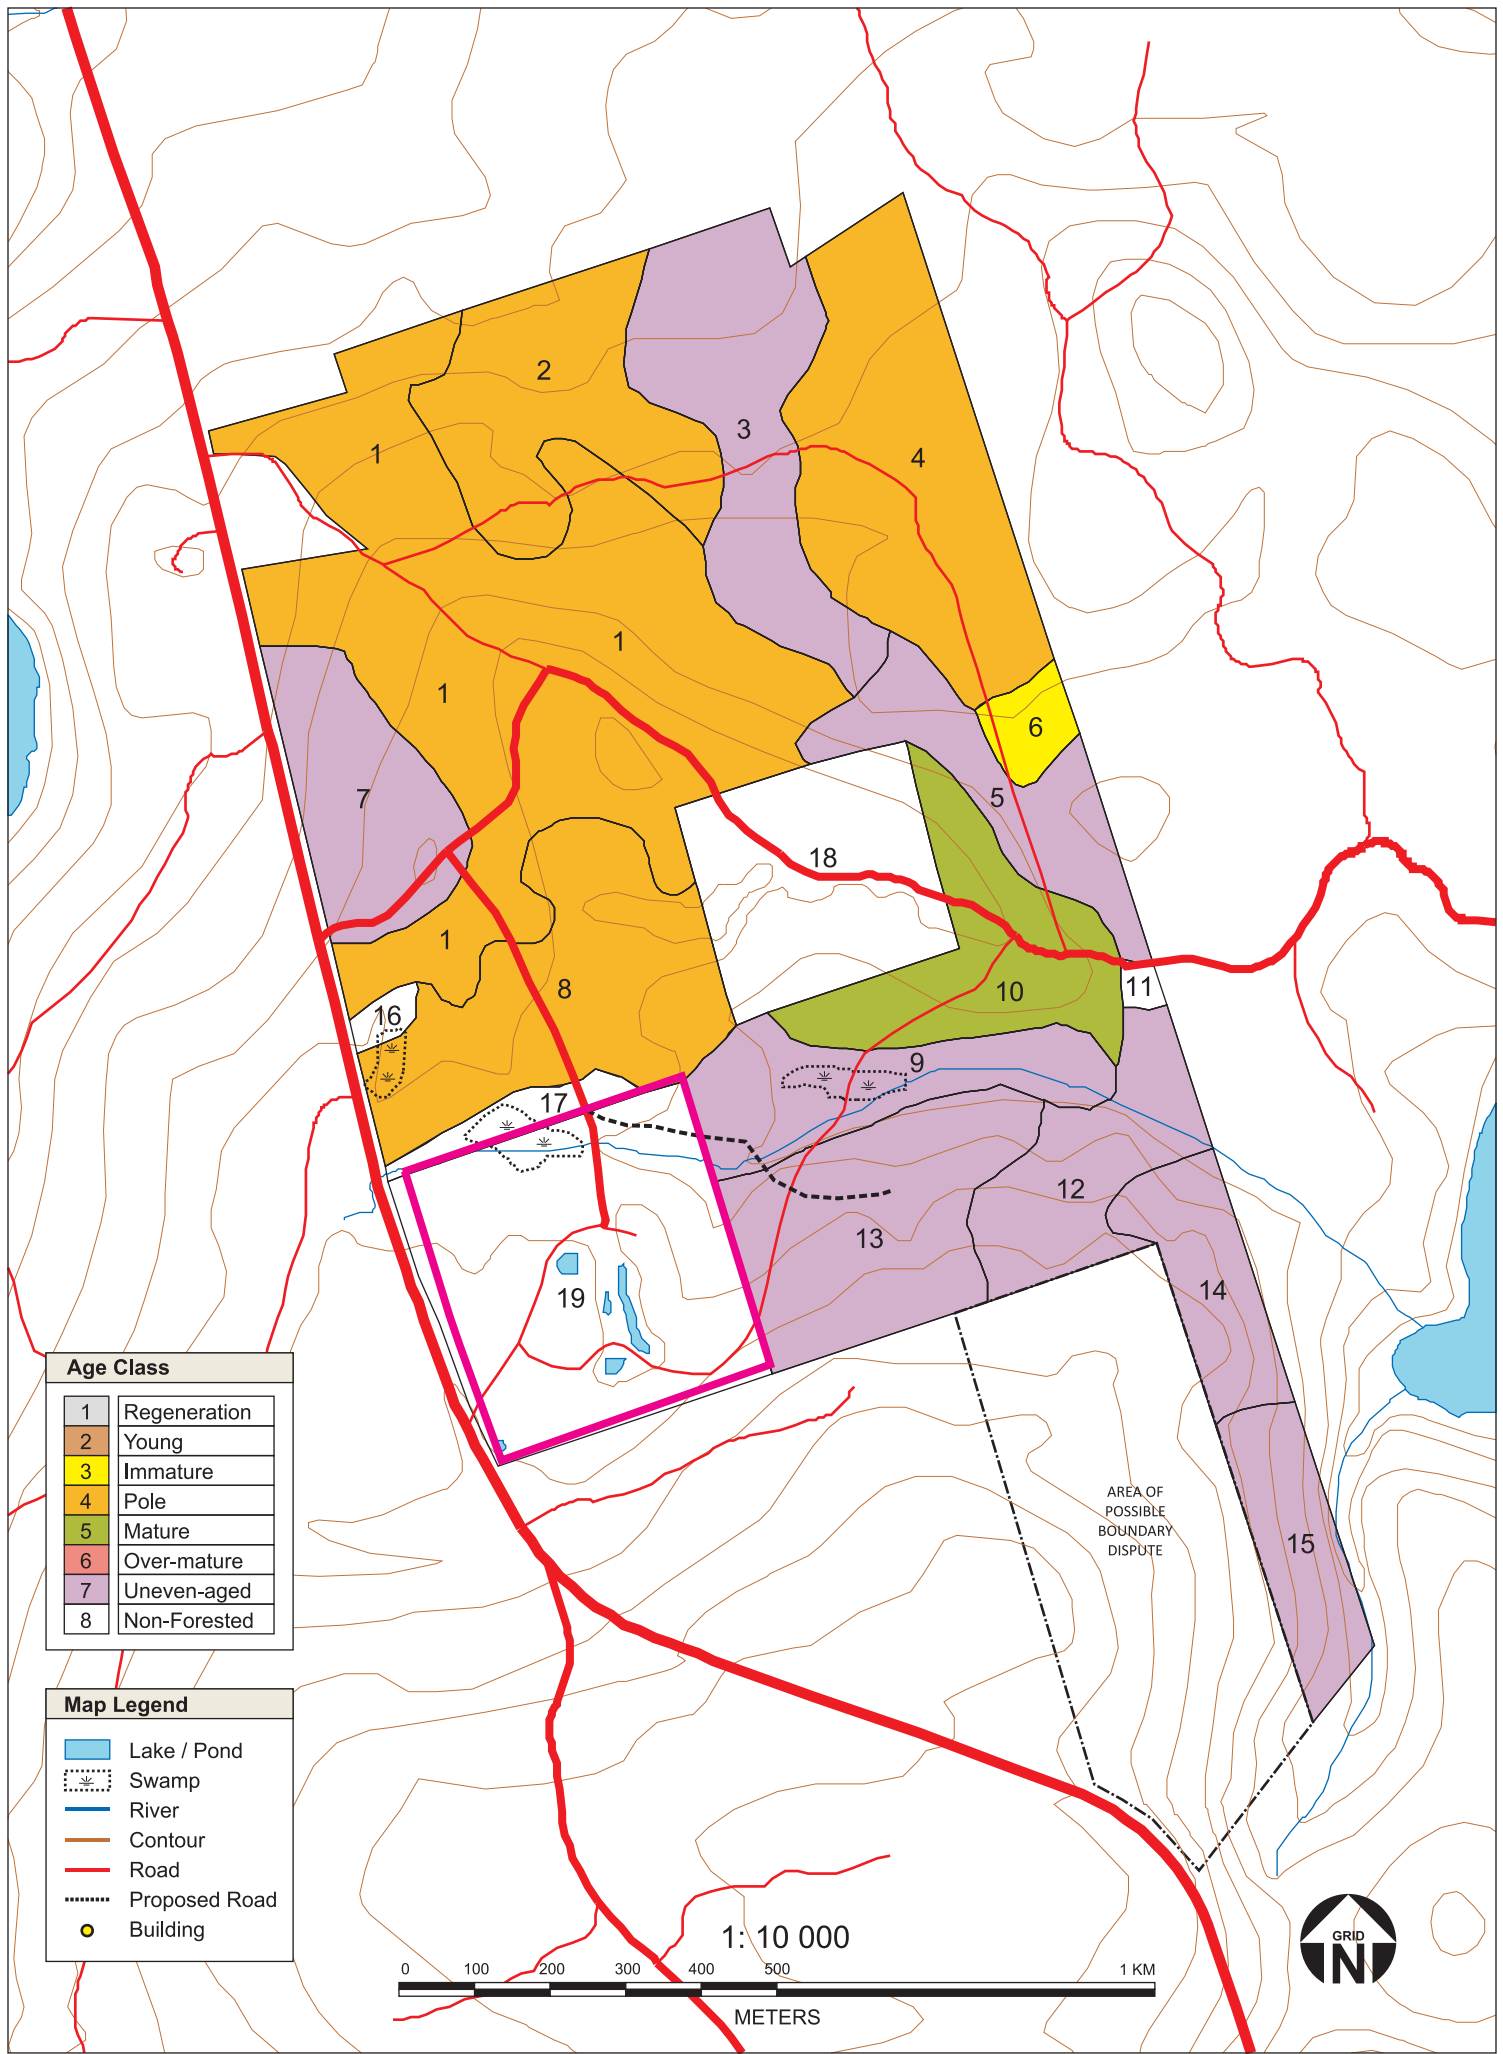 2
3
1
4
1
1
6
7
5
18
1
8
10
11
16
9
17
12
13
14
19
15
AREA OF
POSSIBLE
BOUNDARY
DISPUTE
Age Class
1 Regeneration
2 Young
3 Immature
4 Pole
5 Mature
6 Over-mature
7 Uneven-aged
8 Non-Forested
Map Legend
Lake / Pond
Swamp
River
Contour
Road
Proposed Road
Building
1: 10 000
0 100 200 300 400 500 1 KM
METERS
GRID
N